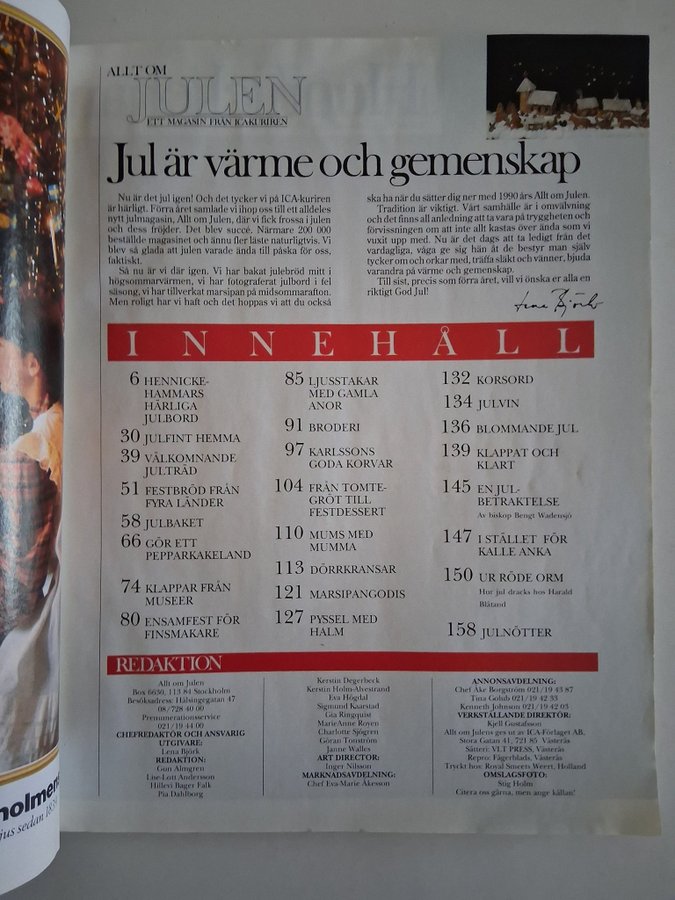 ALLT OM
JULEN
ETT MAGASIN FRÅN ICAKURIREN
Jul är värme och gemenskap
Nu är det jul igen! Och det tycker vi på ICA-kuriren
är härligt. Förra året samlade vi ihop oss till ett alldeles
nytt julmagasin, Allt om Julen, där vi fick frossa i julen
och dess fröjder. Det blev succé. Närmare 200 000
beställde magasinet och ännu fler läste naturligtvis. Vi
blev så glada att julen varade ända till påska för oss,
faktiskt.
Så nu är vi där igen. Vi har bakat julebröd mitt i
högsommarvärmen, vi har fotograferat julbord i fel
säsong, vi har tillverkat marsipan på midsommarafton.
Men roligt har vi haft och det hoppas vi att du också
ska ha när du sätter dig ner med 1990 års Allt om Julen.
Tradition är viktigt. Vårt samhälle är i omvälvning
och det finns all anledning att ta vara på tryggheten och
förvissningen om att inte allt kastas över ända som vi
vuxit upp med. Nu är det dags att ta ledigt från det
vardagliga, våga ge sig hän åt de bestyr man själv
tycker om och orkar med, träffa släkt och vänner, bjuda
varandra på värme och gemenskap.
Till sist, precis som förra året, vill vi önska er alla en
riktigt God Jul!
Lena Björk
INNEHÅLL
6 HENNICKE-
HAMMARS
HÄRLIGA
JULBORD
30 JULFINT HEMMA
39 VÄLKOMNANDE
JULTRÄD
51 FESTBRÖD FRÅN
FYRA LÄNDER
58 JULBAKET
66 GÖR ETT
PEPPARKAKELAND
74 KLAPPAR FRÅN
MUSEER
80 ENSAMFEST FÖR
FINSMAKARE
85 LJUSSTAKAR
MED GAMLA
ANOR
91 BRODERI
97 KARLSSONS
GODA KORVAR
104 FRÅN TOMTE-
GRÖT TILL
FESTDESSERT
110 MUMS MED
MUMMA
113 DÖRRKRANSAR
121 MARSIPANGODIS
127 PYSSEL MED
HALM
132 KORSORD
134 JULVIN
136 BLOMMANDE JUL
139 KLAPPAT OCH
KLART
145 EN JUL-
BETRAKTELSE
Av biskop Bengt Wadensjö
147 I STÄLLET FÖR
KALLE ANKA
150 UR RÖDE ORM
Hur jul dracks hos Harald
Blåtand
158 JULNÖTTER
REDAKTION
Allt om Julen
Box 6630, 113 84 Stockholm
Besöksadress: Hälsingegatan 47
08/728 40 00
Prenumerationsservice
021/19 44 00
CHEFREDAKTÖR OCH ANSVARIG
UTGIVARE:
Lena Björk
REDAKTION:
Gun Almgren
Lise-Lott Andersson
Hillevi Bager Falk
Pia Dahlborg
Kerstin Degerbeck
Kerstin Holm-Alvestrand
Eva Högdal
Sigmund Kaarstad
Gia Ringquist
MarieAnne Royen
Charlotte Sjögren
Göran Tonström
Janne Walles
ART DIRECTOR:
Inger Nilsson
MARKNADSAVDELNING:
Chef Eva-Marie Åkesson
ANNONSAVDELNING:
Chef Åke Borgström 021/19 43 87
Tina Golub 021/19 42 33
Kenneth Johnson 021/19 42 03
VERKSTÄLLANDE DIREKTÖR:
Kjell Gustafsson
Allt om Julen ges ut av ICA-Förlaget AB,
Stora Gatan 41, 721 85 Västerås
Sätteri: VLT PRESS, Västerås
Repro: Fågerblads, Västerås
Tryckt hos: Royal Smeets Weert, Holland
OMSLAGSFOTO:
Stig Holm
Citera oss gärna, men ange källan!
holmens
ljus sedan 1839